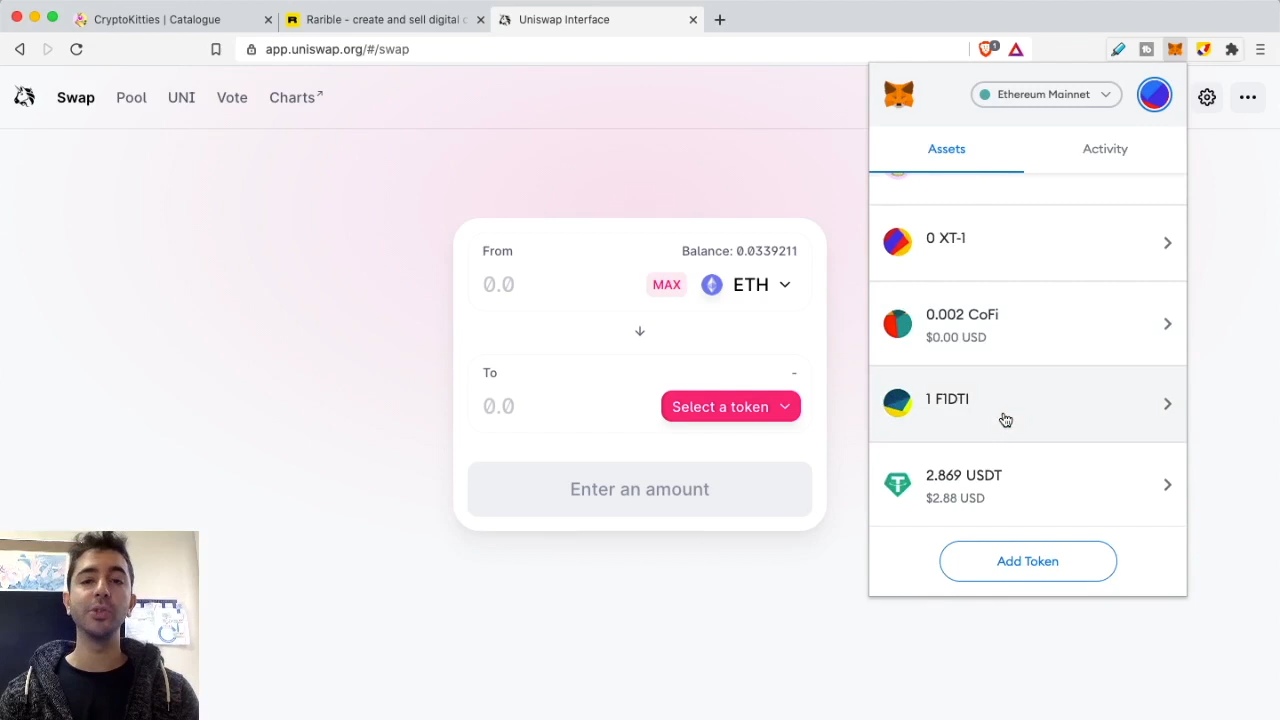 CryptoKitties | Catalogue
Rarible - create and sell digital c
Uniswap Interface
app.uniswap.org/#/swap
1
Swap
Pool
UNI
Vote
Charts↗
Ethereum Mainnet
Assets
Activity
From
Balance: 0.0339211
0.0
MAX
ETH
To
-
0.0
Select a token
Enter an amount
0 XT-1
0.002 CoFi
$0.00 USD
1 F1DTI
2.869 USDT
$2.88 USD
Add Token